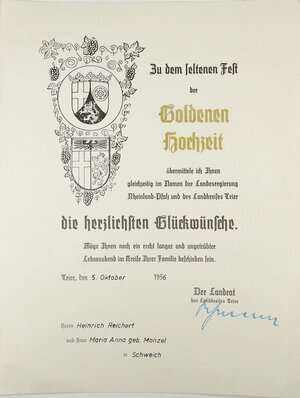 Zu dem seltenen Fest
der
Goldenen
Hochzeit
übermittele ich Ihnen
gleichzeitig im Namen der Landesregierung
Rheinland-Pfalz und des Landkreises Trier
die herzlichsten Glückwünsche.
Möge Ihnen noch ein recht langer und ungetrübter
Lebensabend im Kreise Ihrer Familie beschieden sein.
Trier, den 5. Oktober 1956
Der Landrat
des Landkreises Trier
Herrn Heinrich Reichert
und Frau Maria Anna geb. Monzel
in Schweich